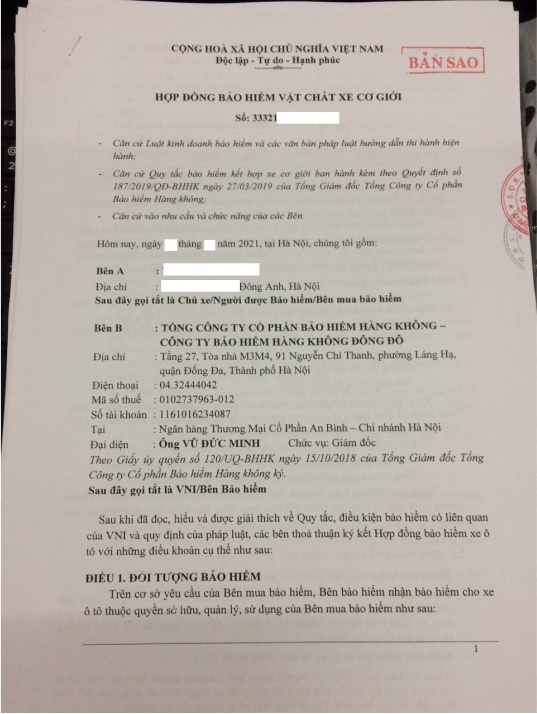 CỘNG HOÀ XÃ HỘI CHỦ NGHĨA VIỆT NAM
Độc lập - Tự do - Hạnh phúc
BẢN SAO
HỢP ĐỒNG BẢO HIỂM VẬT CHẤT XE CƠ GIỚI
Số: 33321
- Căn cứ Luật kinh doanh bảo hiểm và các văn bản pháp luật hướng dẫn thi hành hiện
hành;
- Căn cứ Quy tắc bảo hiểm kết hợp xe cơ giới ban hành kèm theo Quyết định số
187/2019/QĐ-BHHK ngày 27/03/2019 của Tổng Giám đốc Tổng Công ty Cổ phần
Bảo hiểm Hàng không;
- Căn cứ vào nhu cầu và chức năng của các Bên.
Hôm nay, ngày tháng năm 2021, tại Hà Nội, chúng tôi gồm:
Bên A :
Địa chỉ : Đông Anh, Hà Nội
Sau đây gọi tắt là Chủ xe/Người được Bảo hiểm/Bên mua bảo hiểm
Bên B : TỔNG CÔNG TY CỔ PHẦN BẢO HIỂM HÀNG KHÔNG –
CÔNG TY BẢO HIỂM HÀNG KHÔNG ĐÔNG ĐÔ
Địa chỉ : Tầng 27, Tòa nhà M3M4, 91 Nguyễn Chí Thanh, phường Láng Hạ,
quận Đống Đa, Thành phố Hà Nội
Điện thoại : 04.32444042
Mã số thuế : 0102737963-012
Số tài khoản : 1161016234087
Tại : Ngân hàng Thương Mại Cổ Phần An Bình – Chi nhánh Hà Nội
Đại diện : Ông VŨ ĐỨC MINH Chức vụ: Giám đốc
Theo Giấy ủy quyền số 120/UQ-BHHK ngày 15/10/2018 của Tổng Giám đốc Tổng
Công ty Cổ phần Bảo hiểm Hàng không ký.
Sau đây gọi tắt là VNI/Bên Bảo hiểm
Sau khi đã đọc, hiểu và được giải thích về Quy tắc, điều kiện bảo hiểm có liên quan
của VNI và quy định của pháp luật, các bên thoả thuận ký kết Hợp đồng bảo hiểm xe ô
tô với những điều khoản cụ thể như sau:
ĐIỀU 1. ĐỐI TƯỢNG BẢO HIỂM
Trên cơ sở yêu cầu của Bên mua bảo hiểm, Bên bảo hiểm nhận bảo hiểm cho xe
ô tô thuộc quyền sở hữu, quản lý, sử dụng của Bên mua bảo hiểm như sau:
1
F2